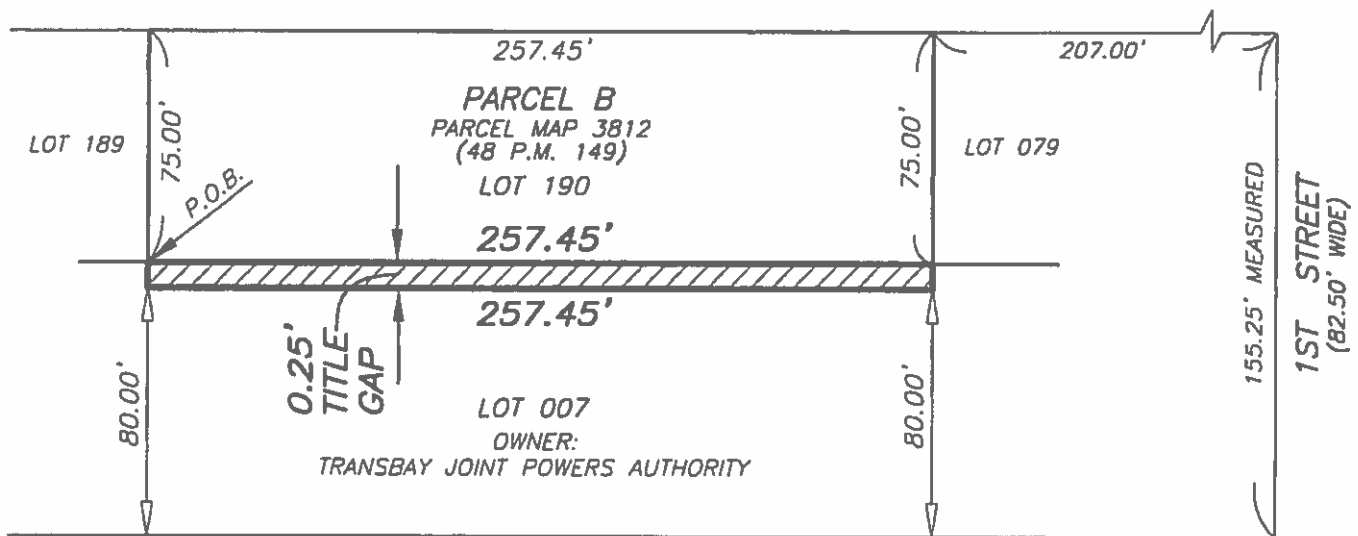 257.45'
207.00'
PARCEL B
PARCEL MAP 3812
(48 P.M. 149)
LOT 190
LOT 189
75.00'
P.O.B.
75.00'
LOT 079
257.45'
257.45'
0.25'
TITLE
GAP
155.25' MEASURED
1ST STREET
(82.50' WIDE)
80.00'
LOT 007
OWNER:
TRANSBAY JOINT POWERS AUTHORITY
80.00'